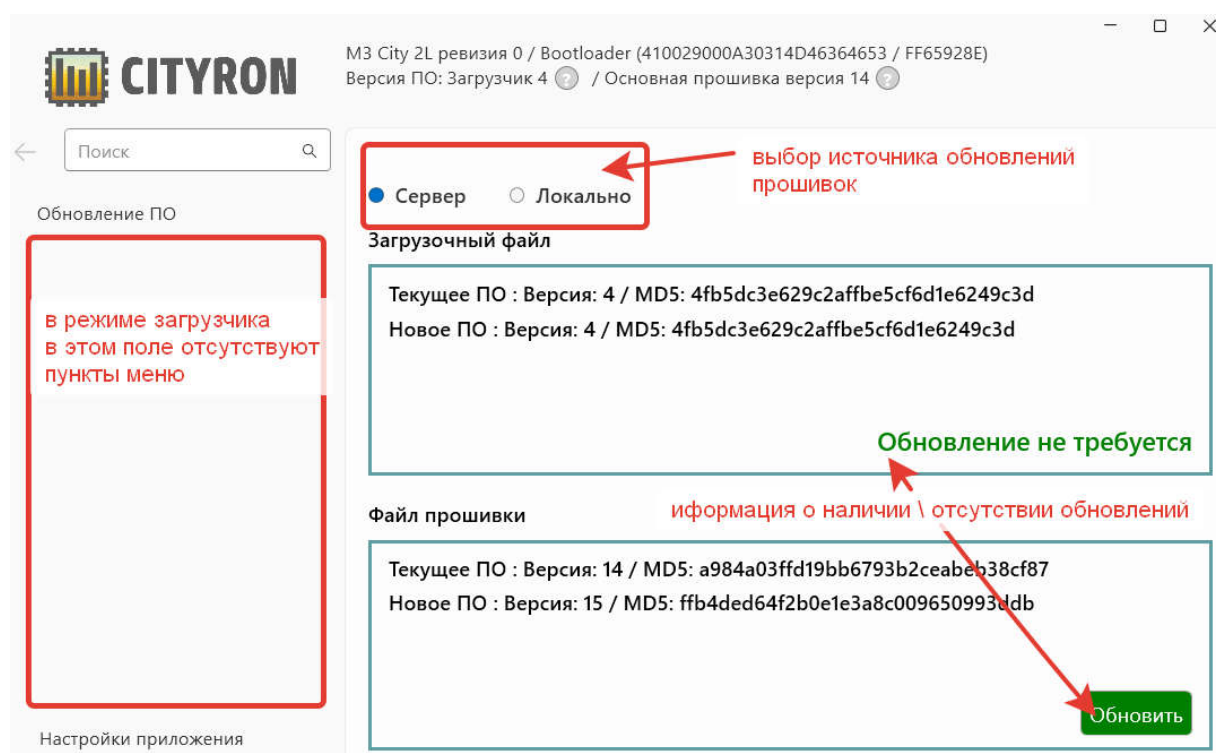 CITYRON
M3 City 2L ревизия 0 / Bootloader (410029000A30314D46364653 / FF65928E)
Версия ПО: Загрузчик 4 ? / Основная прошивка версия 14 ?
Поиск
Обновление ПО
в режиме загрузчика
в этом поле отсутствуют
пункты меню
Настройки приложения
выбор источника обновлений
прошивок
Сервер Локально
Загрузочный файл
Текущее ПО : Версия: 4 / MD5: 4fb5dc3e629c2affbe5cf6d1e6249c3d
Новое ПО : Версия: 4 / MD5: 4fb5dc3e629c2affbe5cf6d1e6249c3d
Обновление не требуется
иформация о наличии \ отсутствии обновлений
Файл прошивки
Текущее ПО : Версия: 14 / MD5: a984a03ffd19bb6793b2ceabeb38cf87
Новое ПО : Версия: 15 / MD5: ffb4ded64f2b0e1e3a8c009650993ddb
Обновить